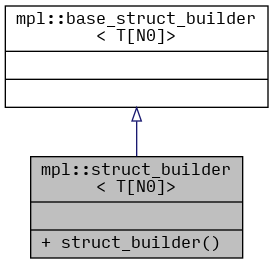 mpl::base_struct_builder
< T[N0]>
mpl::struct_builder
< T[N0]>
+ struct_builder()